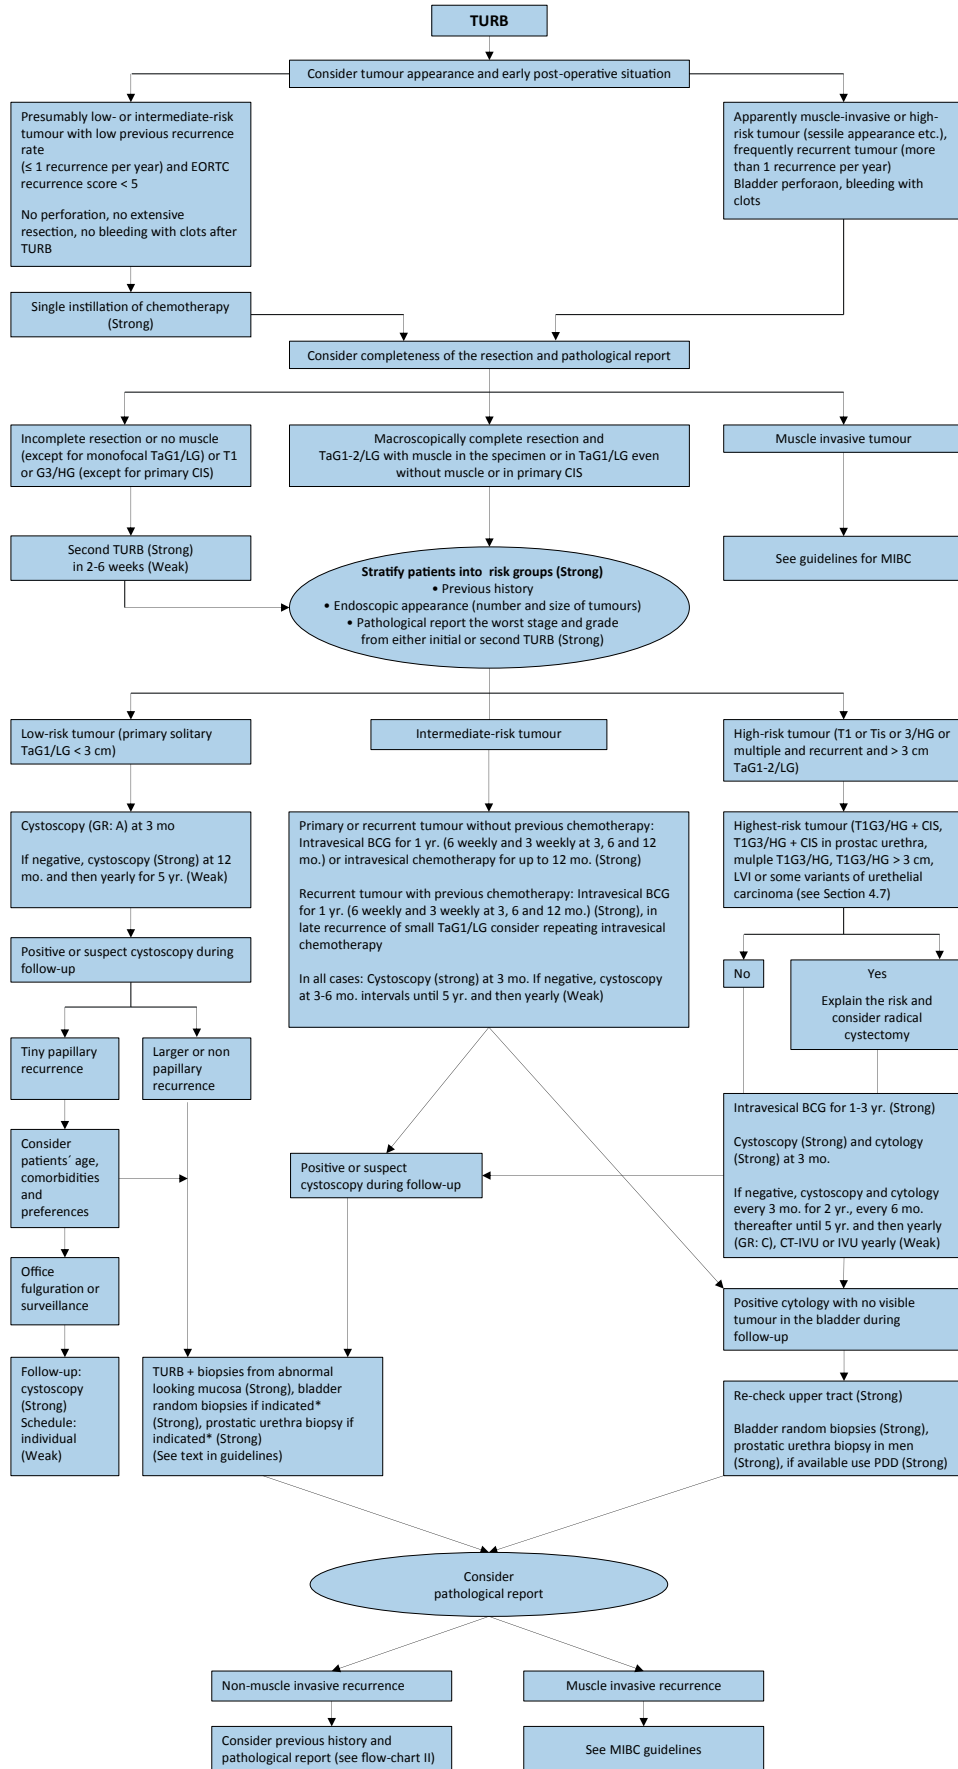 TURB
Consider tumour appearance and early post-operative situation
Presumably low- or intermediate-risk
tumour with low previous recurrence
rate
(≤ 1 recurrence per year) and EORTC
recurrence score < 5
No perforation, no extensive
resection, no bleeding with clots after
TURB
Apparently muscle-invasive or high-
risk tumour (sessile appearance etc.),
frequently recurrent tumour (more
than 1 recurrence per year)
Bladder perforaon, bleeding with
clots
Single instillation of chemotherapy
(Strong)
Consider completeness of the resection and pathological report
Incomplete resection or no muscle
(except for monofocal TaG1/LG) or T1
or G3/HG (except for primary CIS)
Macroscopically complete resection and
TaG1-2/LG with muscle in the specimen or in TaG1/LG even
without muscle or in primary CIS
Muscle invasive tumour
Second TURB (Strong)
in 2-6 weeks (Weak)
See guidelines for MIBC
Stratify patients into risk groups (Strong)
• Previous history
• Endoscopic appearance (number and size of tumours)
• Pathological report the worst stage and grade
from either initial or second TURB (Strong)
Low-risk tumour (primary solitary
TaG1/LG < 3 cm)
Intermediate-risk tumour
High-risk tumour (T1 or Tis or 3/HG or
multiple and recurrent and > 3 cm
TaG1-2/LG)
Cystoscopy (GR: A) at 3 mo
If negative, cystoscopy (Strong) at 12
mo. and then yearly for 5 yr. (Weak)
Primary or recurrent tumour without previous chemotherapy:
Intravesical BCG for 1 yr. (6 weekly and 3 weekly at 3, 6 and 12
mo.) or intravesical chemotherapy for up to 12 mo. (Strong)
Recurrent tumour with previous chemotherapy: Intravesical BCG
for 1 yr. (6 weekly and 3 weekly at 3, 6 and 12 mo.) (Strong), in
late recurrence of small TaG1/LG consider repeating intravesical
chemotherapy
In all cases: Cystoscopy (strong) at 3 mo. If negative, cystoscopy
at 3-6 mo. intervals until 5 yr. and then yearly (Weak)
Highest-risk tumour (T1G3/HG + CIS,
T1G3/HG + CIS in prostac urethra,
mulple T1G3/HG, T1G3/HG > 3 cm,
LVI or some variants of urethelial
carcinoma (see Section 4.7)
Positive or suspect cystoscopy during
follow-up
No
Yes
Explain the risk and
consider radical
cystectomy
Tiny papillary
recurrence
Larger or non
papillary
recurrence
Intravesical BCG for 1-3 yr. (Strong)
Cystoscopy (Strong) and cytology
(Strong) at 3 mo.
If negative, cystoscopy and cytology
every 3 mo. for 2 yr., every 6 mo.
thereafter until 5 yr. and then yearly
(GR: C), CT-IVU or IVU yearly (Weak)
Consider
patients´ age,
comorbidities
and
preferences
Positive or suspect
cystoscopy during follow-up
Office
fulguration or
surveillance
Positive cytology with no visible
tumour in the bladder during
follow-up
Follow-up:
cystoscopy
(Strong)
Schedule:
individual
(Weak)
TURB + biopsies from abnormal
looking mucosa (Strong), bladder
random biopsies if indicated*
(Strong), prostatic urethra biopsy if
indicated* (Strong)
(See text in guidelines)
Re-check upper tract (Strong)
Bladder random biopsies (Strong),
prostatic urethra biopsy in men
(Strong), if available use PDD (Strong)
Consider
pathological report
Non-muscle invasive recurrence
Muscle invasive recurrence
Consider previous history and
pathological report (see flow-chart II)
See MIBC guidelines